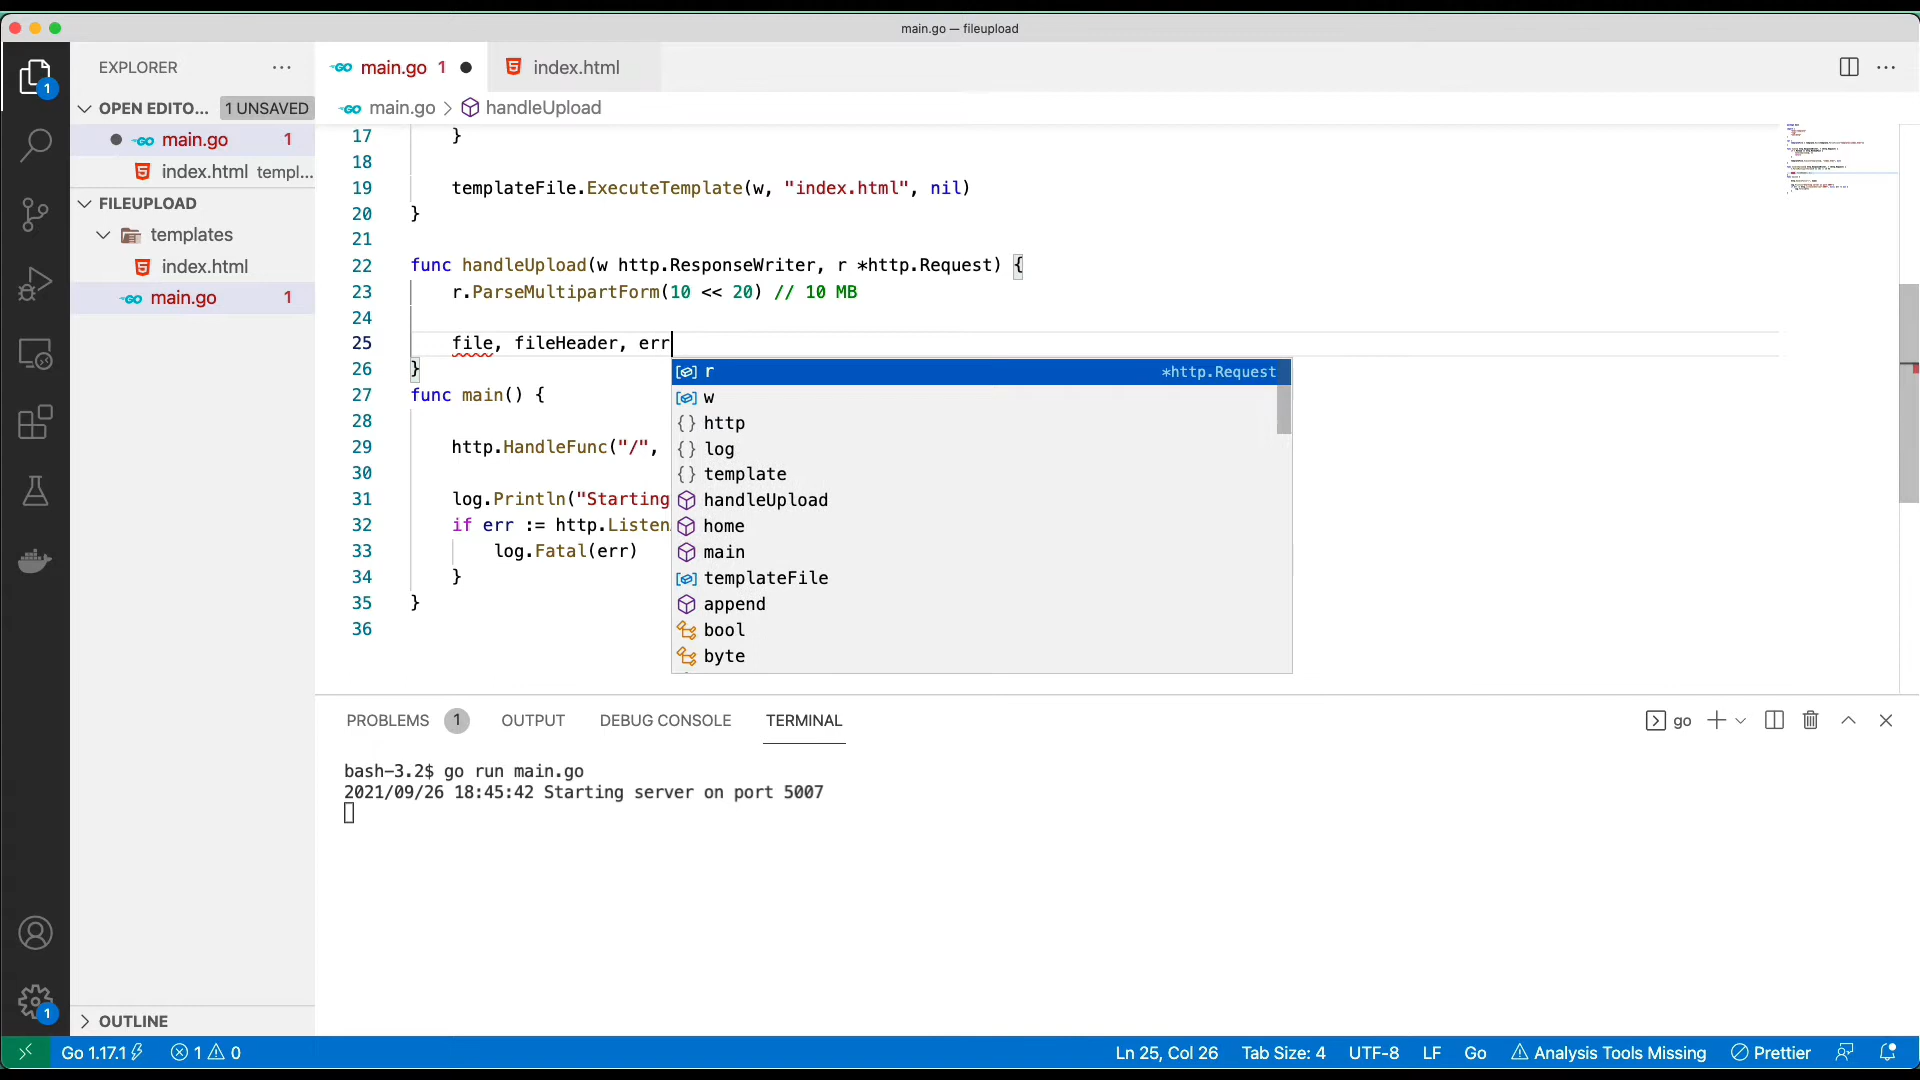 main.go — fileupload
EXPLORER
main.go 1
index.html
OPEN EDITO... 1 UNSAVED
main.go > handleUpload
main.go 1
index.html templ...
FILEUPLOAD
templates
index.html
main.go 1
17 }
18
19 templateFile.ExecuteTemplate(w, "index.html", nil)
20 }
21
22 func handleUpload(w http.ResponseWriter, r *http.Request) {
23 r.ParseMultipartForm(10 << 20) // 10 MB
24
25 file, fileHeader, err
26 }
27 func main() {
28
29 http.HandleFunc("/",
30
31 log.Println("Starting
32 if err := http.Listen
33 log.Fatal(err)
34 }
35 }
36
r *http.Request
w
http
log
template
handleUpload
home
main
templateFile
append
bool
byte
PROBLEMS 1 OUTPUT DEBUG CONSOLE TERMINAL
go
bash-3.2$ go run main.go
2021/09/26 18:45:42 Starting server on port 5007
1
1
OUTLINE
Go 1.17.1 1 0 Ln 25, Col 26 Tab Size: 4 UTF-8 LF Go Analysis Tools Missing Prettier